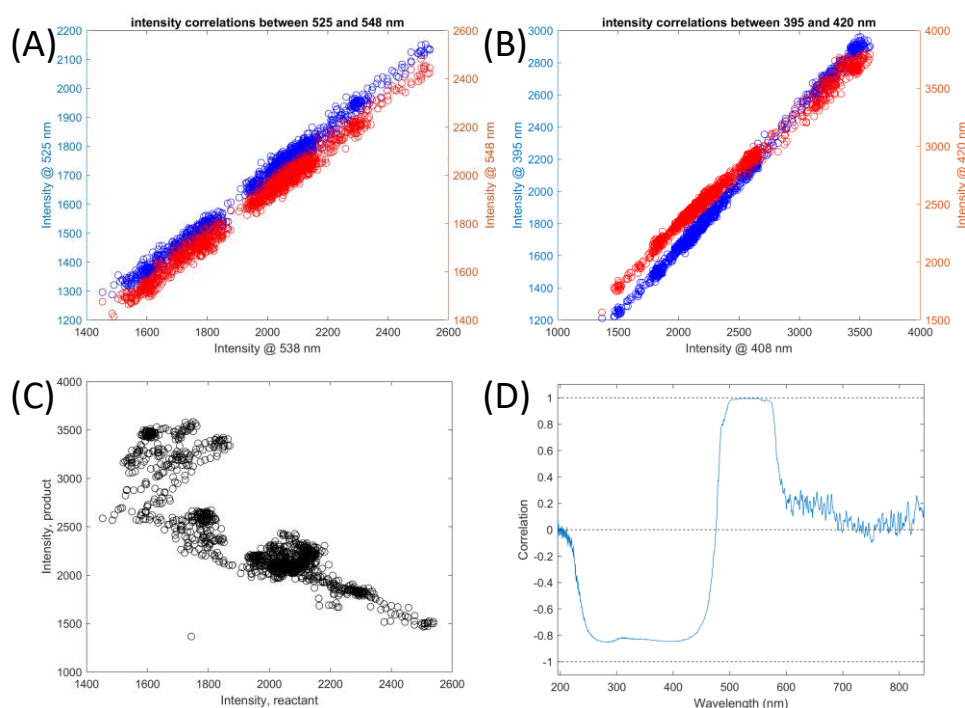 (A)
intensity correlations between 525 and 548 nm
2200
2100
2000
1900
1800
1700
1600
1500
1400
1300
1200
Intensity @ 525 nm
2600
2400
2200
2000
1800
1600
1400
Intensity @ 548 nm
1400 1600 1800 2000 2200 2400 2600
Intensity @ 538 nm
(B)
intensity correlations between 395 and 420 nm
3000
2800
2600
2400
2200
2000
1800
1600
1400
1200
Intensity @ 395 nm
4000
3500
3000
2500
2000
1500
Intensity @ 420 nm
1000 1500 2000 2500 3000 3500 4000
Intensity @ 408 nm
(C)
4000
3500
3000
2500
2000
1500
1000
Intensity, product
1400 1600 1800 2000 2200 2400 2600
Intensity, reactant
(D)
1
0.8
0.6
0.4
0.2
0
-0.2
-0.4
-0.6
-0.8
-1
Correlation
200 300 400 500 600 700 800
Wavelength (nm)